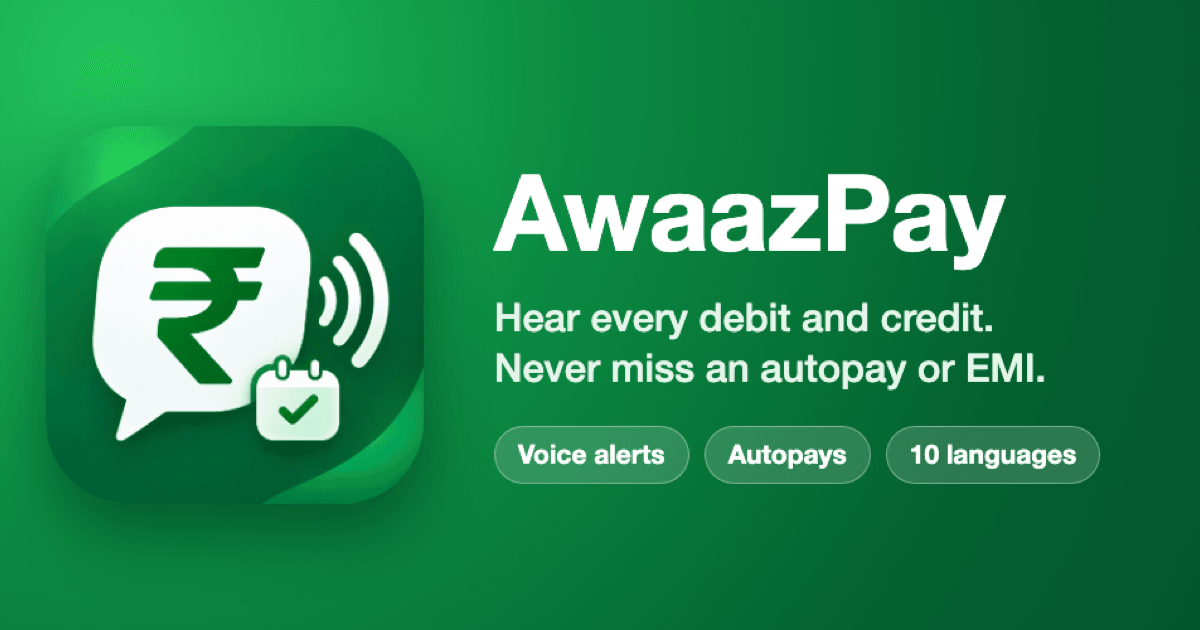 ₹
AwaazPay
Hear every debit and credit.
Never miss an autopay or EMI.
Voice alerts
Autopays
10 languages